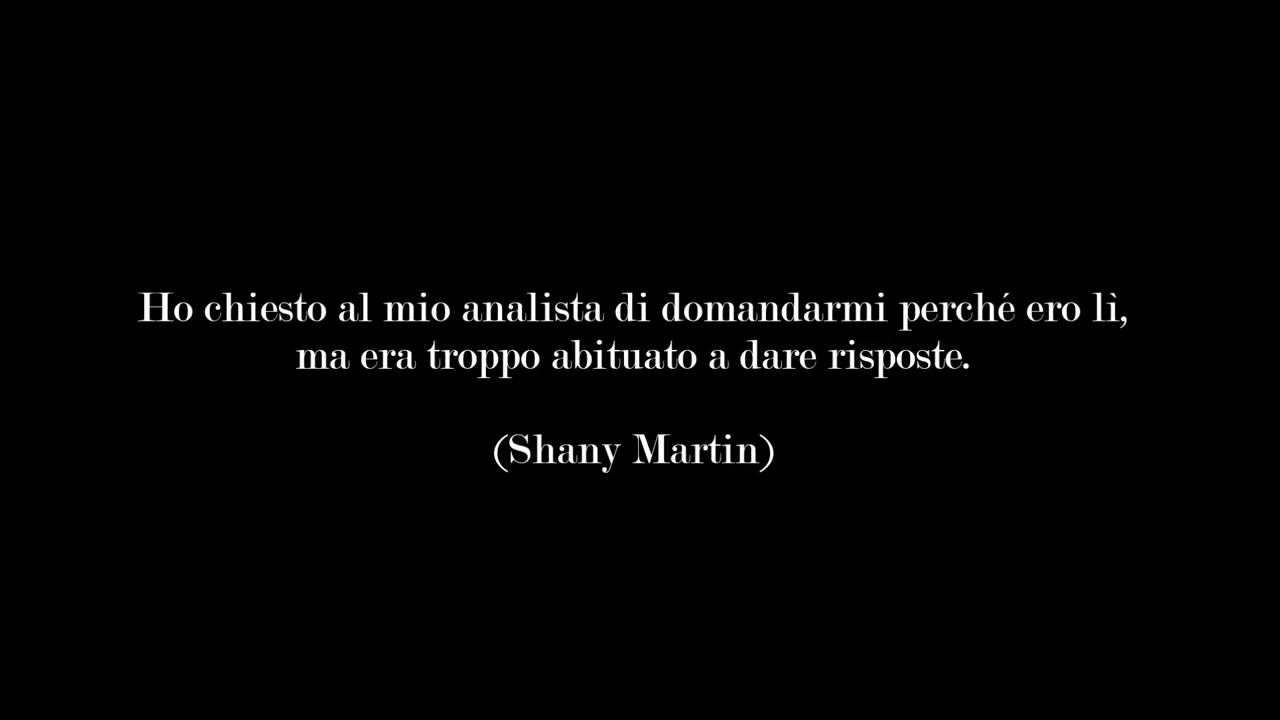 Ho chiesto al mio analista di domandarmi perché ero lì,
ma era troppo abituato a dare risposte.
(Shany Martin)